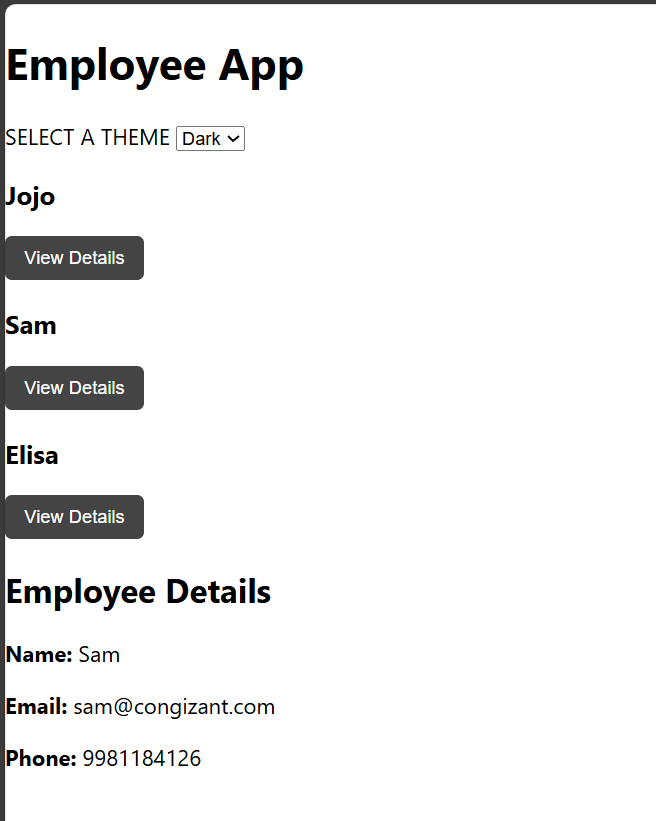 Employee App
SELECT A THEME Dark
Jojo
View Details
Sam
View Details
Elisa
View Details
Employee Details
Name: Sam
Email: sam@congizant.com
Phone: 9981184126